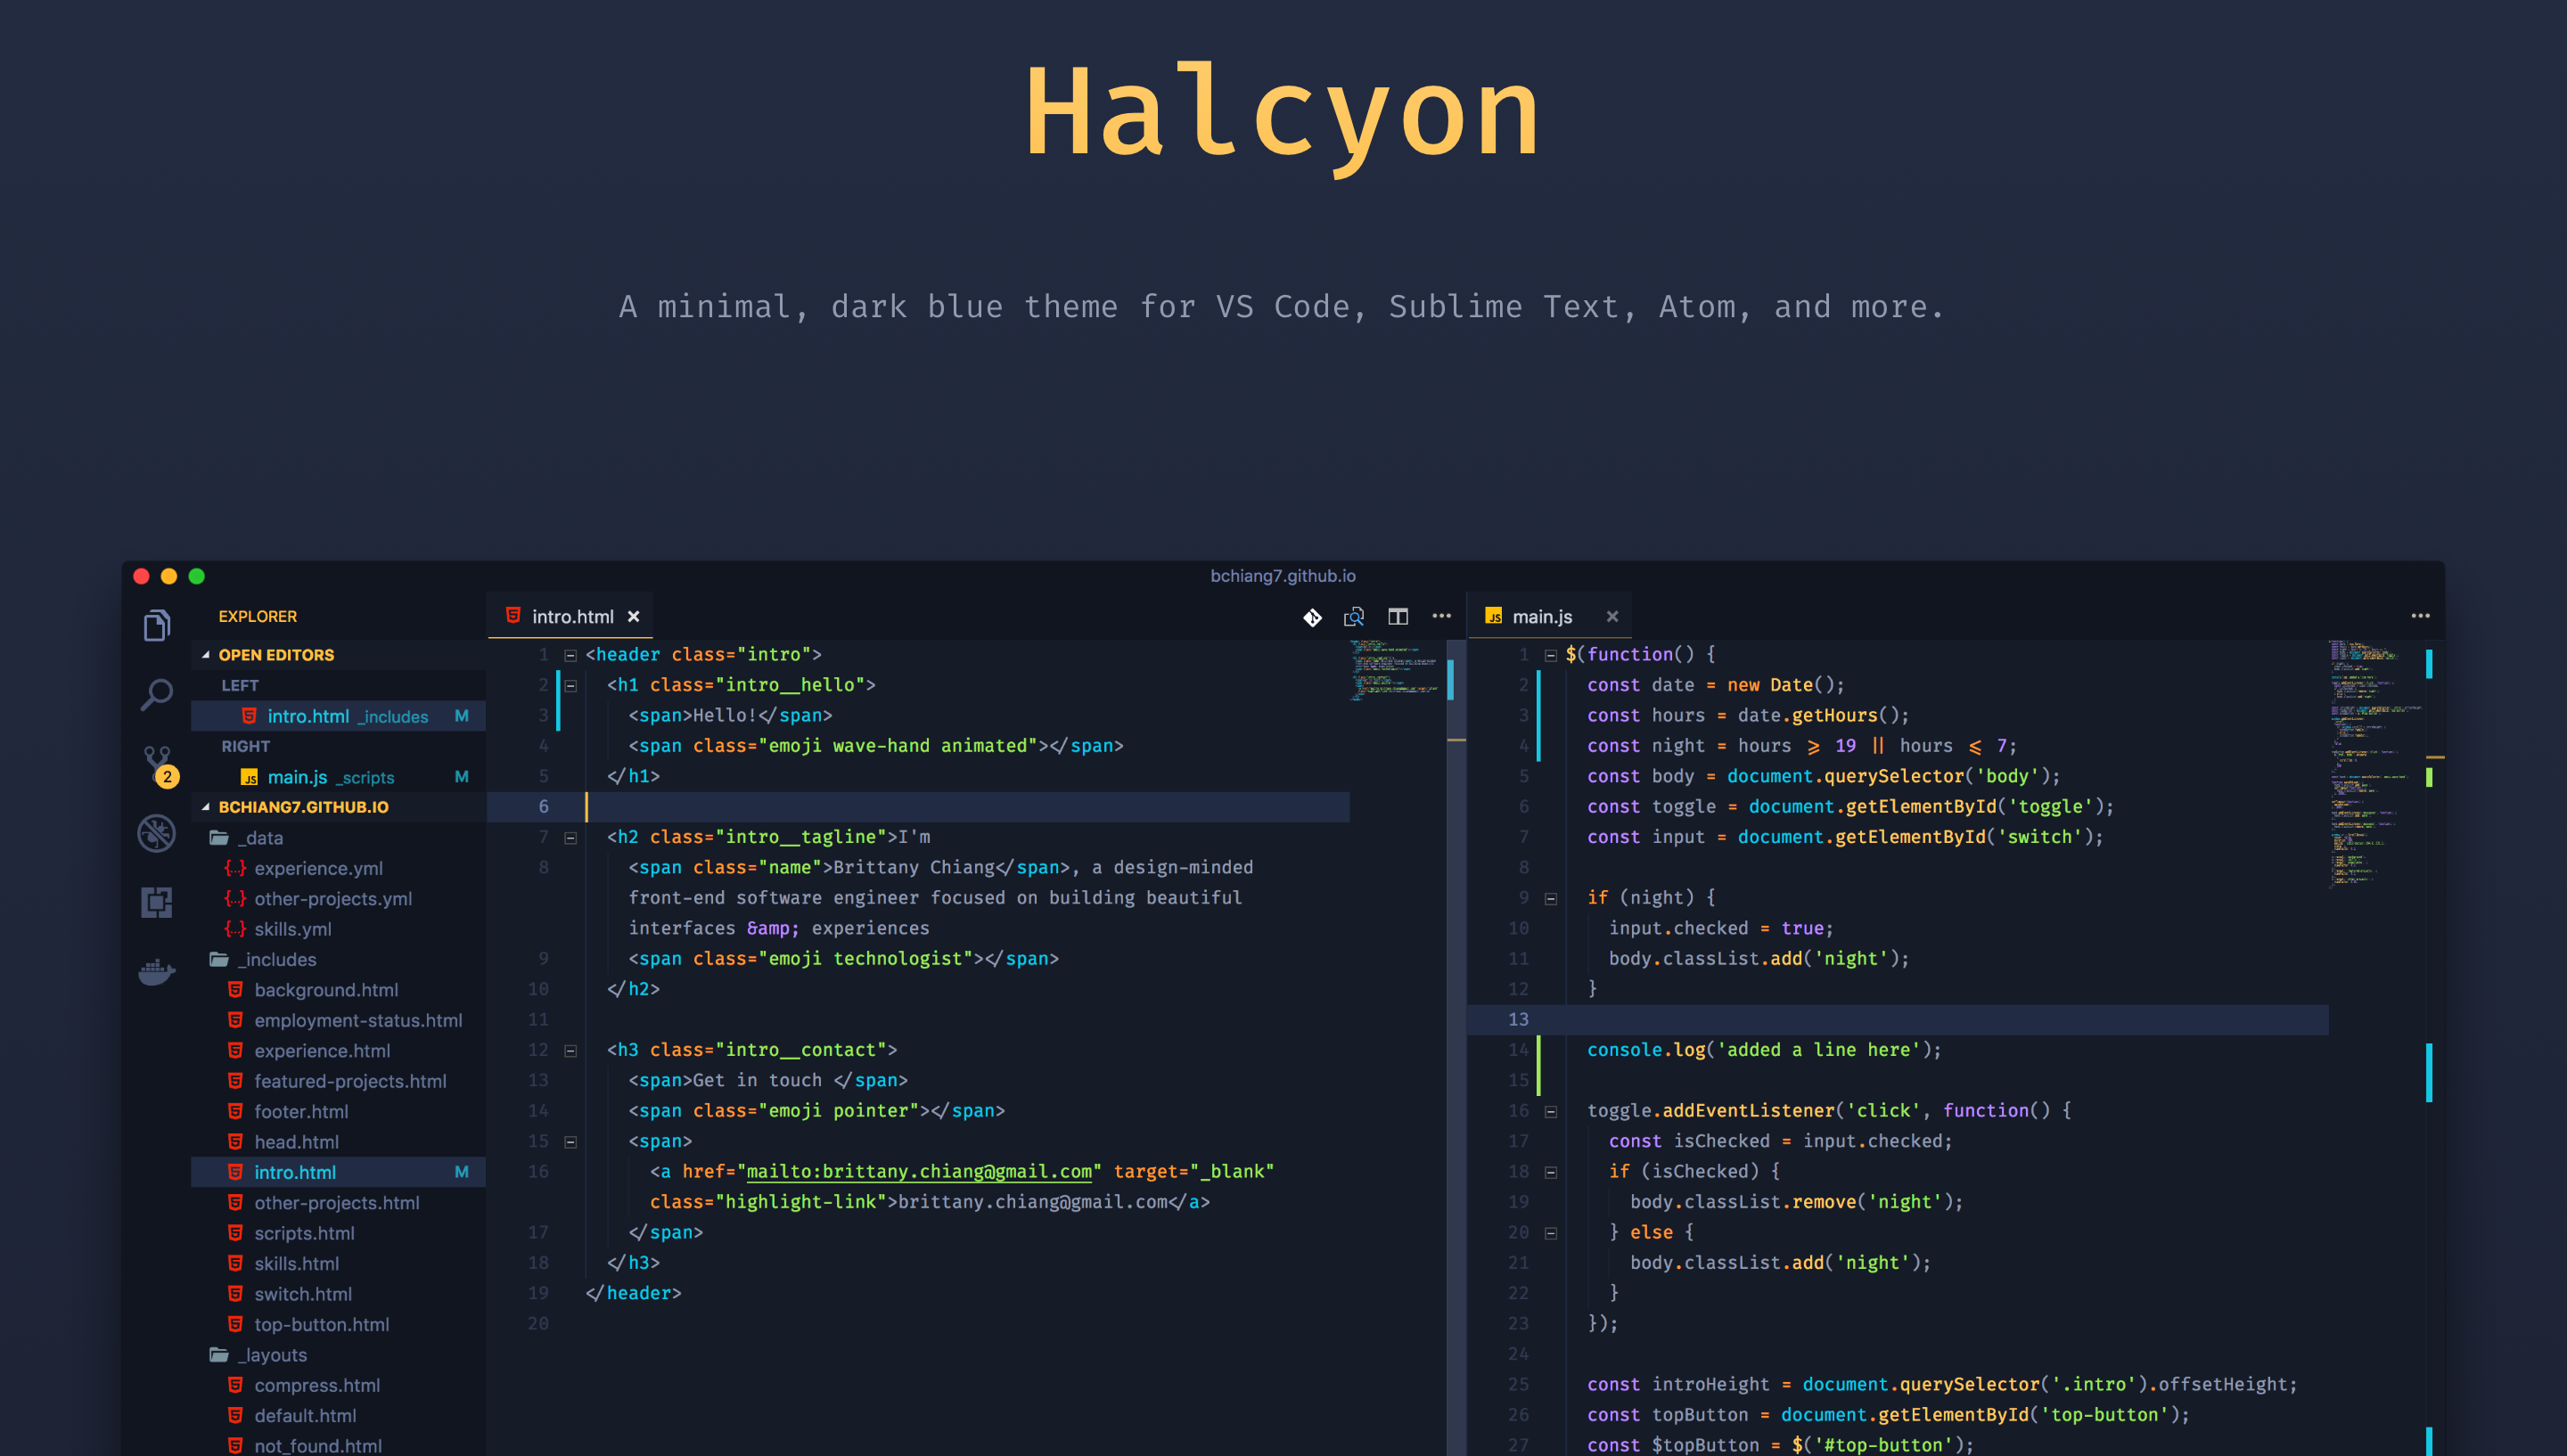 Halcyon
A minimal, dark blue theme for VS Code, Sublime Text, Atom, and more.
bchiang7.github.io
EXPLORER
OPEN EDITORS
LEFT
intro.html _includes M
RIGHT
JS main.js _scripts M
2
BCHIANG7.GITHUB.IO
_data
{..} experience.yml
{..} other-projects.yml
{..} skills.yml
_includes
background.html
employment-status.html
experience.html
featured-projects.html
footer.html
head.html
intro.html M
other-projects.html
scripts.html
skills.html
switch.html
top-button.html
_layouts
compress.html
default.html
not_found.html
intro.html ×
1 <header class="intro">
2 <h1 class="intro__hello">
3 <span>Hello!</span>
4 <span class="emoji wave-hand animated"></span>
5 </h1>
6
7 <h2 class="intro__tagline">I'm
8 <span class="name">Brittany Chiang</span>, a design-minded
front-end software engineer focused on building beautiful
interfaces &amp; experiences
9 <span class="emoji technologist"></span>
10 </h2>
11
12 <h3 class="intro__contact">
13 <span>Get in touch </span>
14 <span class="emoji pointer"></span>
15 <span>
16 <a href="mailto:brittany.chiang@gmail.com" target="_blank"
class="highlight-link">brittany.chiang@gmail.com</a>
17 </span>
18 </h3>
19 </header>
20
JS main.js ×
1 $(function() {
2 const date = new Date();
3 const hours = date.getHours();
4 const night = hours ⩾ 19 || hours ⩽ 7;
5 const body = document.querySelector('body');
6 const toggle = document.getElementById('toggle');
7 const input = document.getElementById('switch');
8
9 if (night) {
10 input.checked = true;
11 body.classList.add('night');
12 }
13
14 console.log('added a line here');
15
16 toggle.addEventListener('click', function() {
17 const isChecked = input.checked;
18 if (isChecked) {
19 body.classList.remove('night');
20 } else {
21 body.classList.add('night');
22 }
23 });
24
25 const introHeight = document.querySelector('.intro').offsetHeight;
26 const topButton = document.getElementById('top-button');
27 const $topButton = $('#top-button');